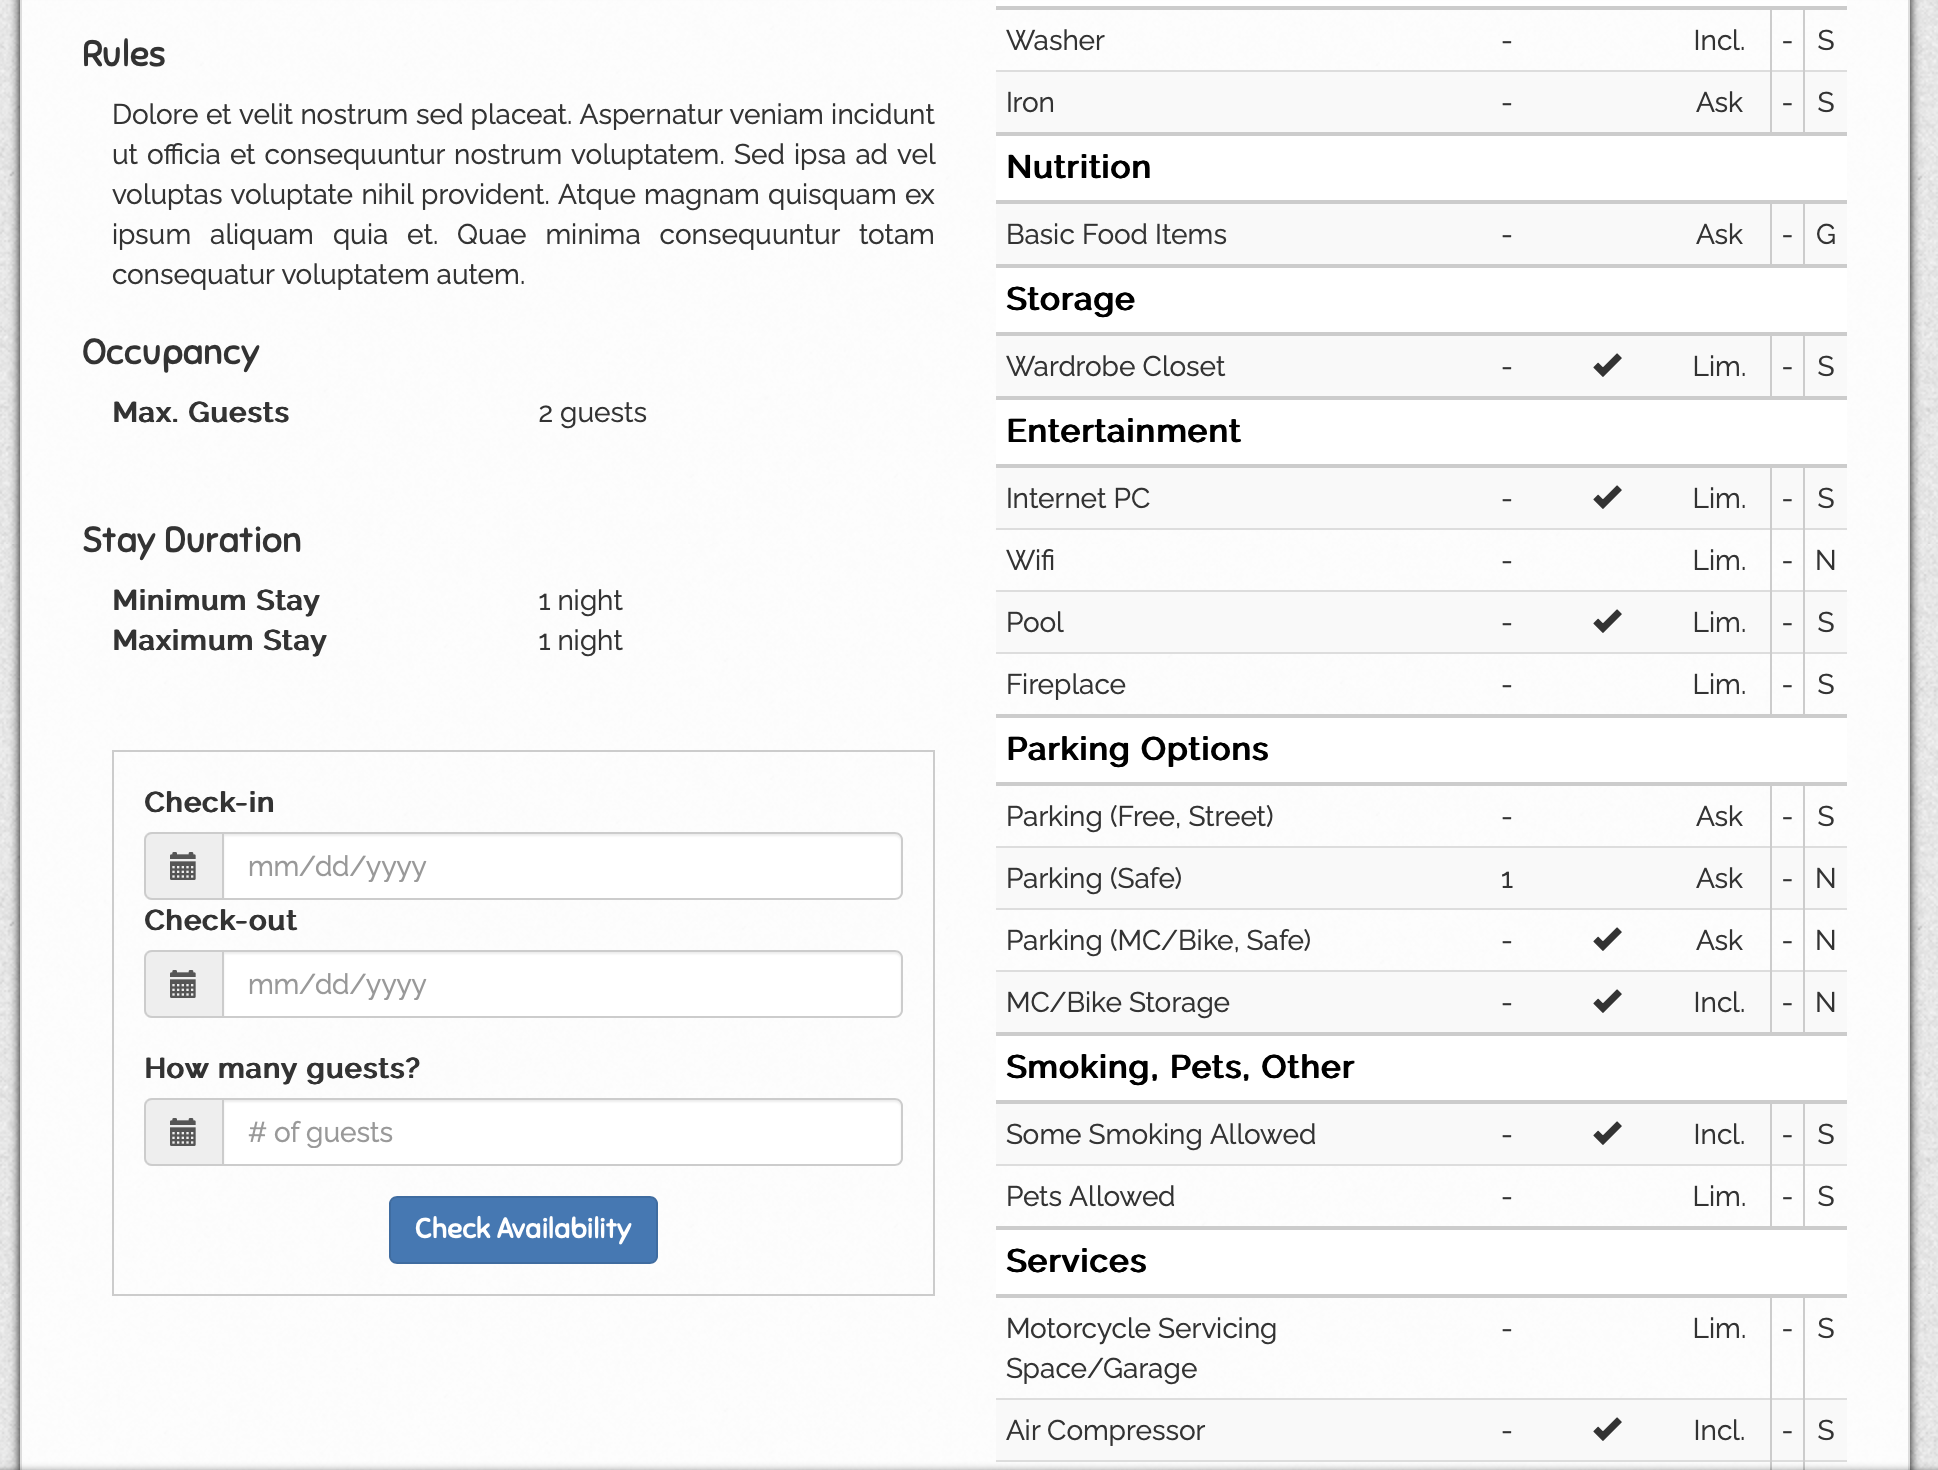 Rules
Dolore et velit nostrum sed placeat. Aspernatur veniam incidunt
ut officia et consequuntur nostrum voluptatem. Sed ipsa ad vel
voluptas voluptate nihil provident. Atque magnam quisquam ex
ipsum aliquam quia et. Quae minima consequuntur totam
consequatur voluptatem autem.
Occupancy
Max. Guests 2 guests
Stay Duration
Minimum Stay 1 night
Maximum Stay 1 night
Check-in
mm/dd/yyyy
Check-out
mm/dd/yyyy
How many guests?
# of guests
Check Availability
Washer - Incl. - S
Iron - Ask - S
Nutrition
Basic Food Items - Ask - G
Storage
Wardrobe Closet - ✔ Lim. - S
Entertainment
Internet PC - ✔ Lim. - S
Wifi - Lim. - N
Pool - ✔ Lim. - S
Fireplace - Lim. - S
Parking Options
Parking (Free, Street) - Ask - S
Parking (Safe) 1 Ask - N
Parking (MC/Bike, Safe) - ✔ Ask - N
MC/Bike Storage - ✔ Incl. - N
Smoking, Pets, Other
Some Smoking Allowed - ✔ Incl. - S
Pets Allowed - Lim. - S
Services
Motorcycle Servicing - Lim. - S
Space/Garage
Air Compressor - ✔ Incl. - S